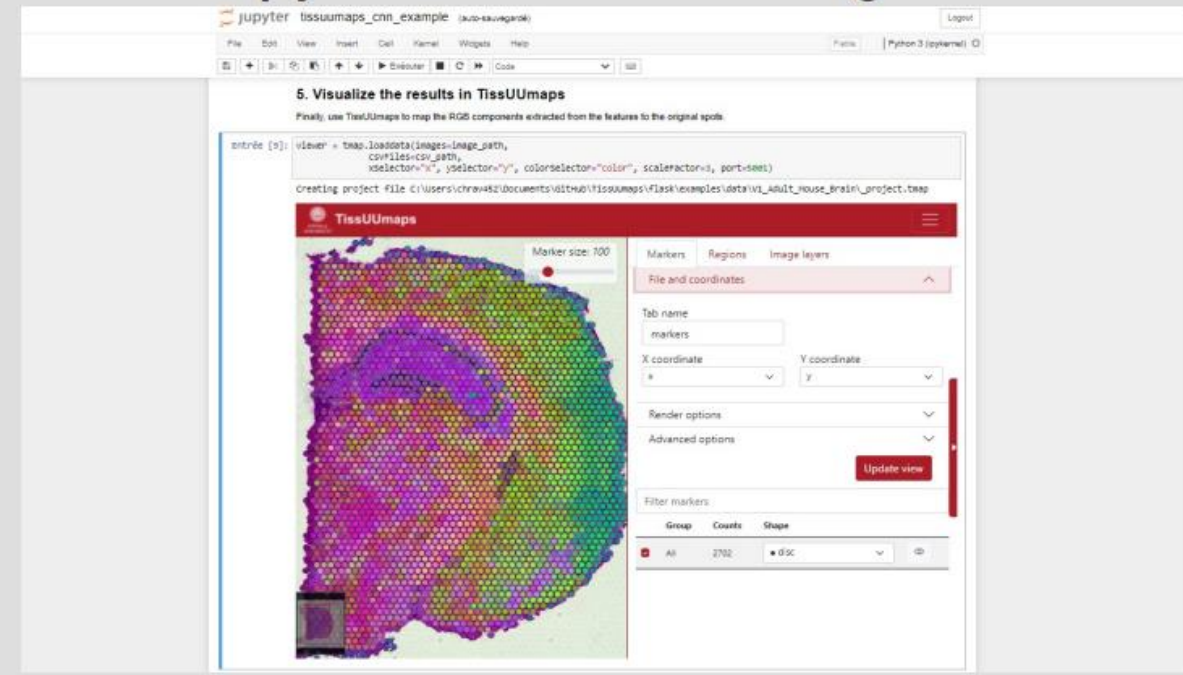 jupyter tissuumaps_cnn_example (auto-sauvegardé)
Logout
File Edit View Insert Cell Kernel Widgets Help
Python 3 (ipykernel)
Exécuter Code
5. Visualize the results in TissUUmaps
Finally, use TissUUmaps to map the RGB components extracted from the features to the original spots.
Entrée [9]: viewer = tmap.loaddata(images=image_path,
csvFiles=csv_path,
xSelector="x", ySelector="y", colorSelector="color", scaleFactor=1, port=5001)
Creating project file C:\Users\chrav452\Documents\GitHub\TissUUmaps\flask\examples\data\V1_Adult_Mouse_Brain\_project.tmap
TissUUmaps
Marker size: 100
Markers Regions Image layers
File and coordinates
Tab name
markers
X coordinate Y coordinate
x y
Render options
Advanced options
Update view
Filter markers
Group Counts Shape
All 2702 disc